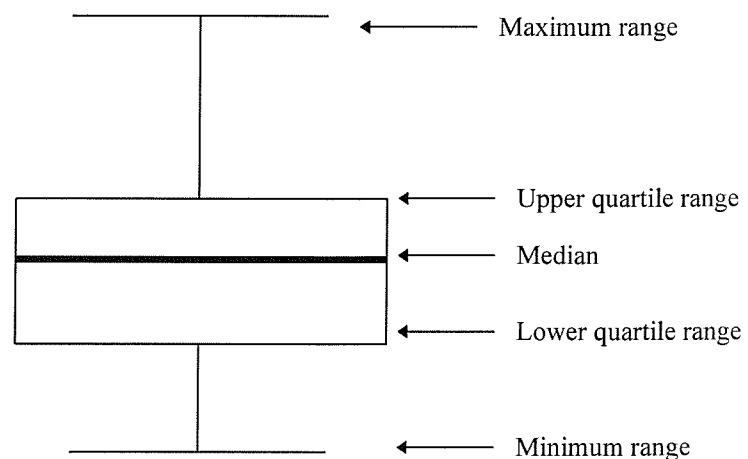 Maximum range
Upper quartile range
Median
Lower quartile range
Minimum range